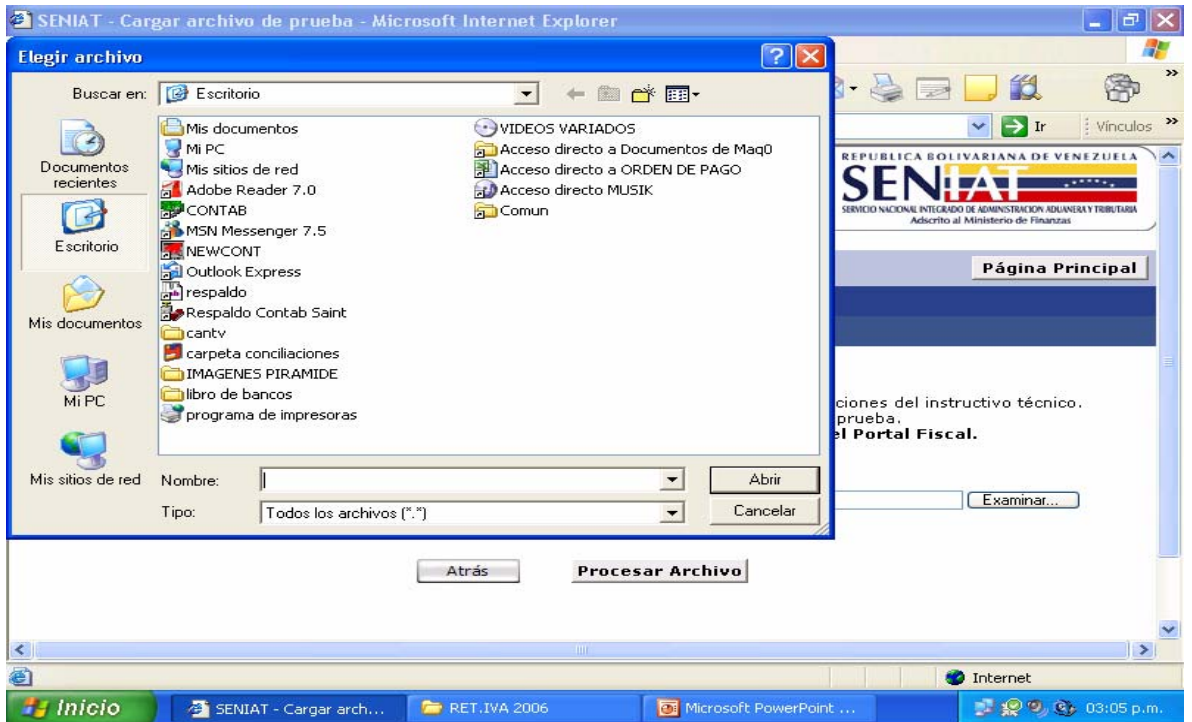 SENIAT - Cargar archivo de prueba - Microsoft Internet Explorer
Elegir archivo
Buscar en: Escritorio
Documentos recientes
Escritorio
Mis documentos
Mi PC
Mis sitios de red
Mis documentos
Mi PC
Mis sitios de red
Adobe Reader 7.0
CONTAB
MSN Messenger 7.5
NEWCONT
Outlook Express
respaldo
Respaldo Contab Saint
cantv
carpeta conciliaciones
IMAGENES PIRAMIDE
libro de bancos
programa de impresoras
VIDEOS VARIADOS
Acceso directo a Documentos de Maq0
Acceso directo a ORDEN DE PAGO
Acceso directo MUSIK
Comun
Nombre:
Abrir
Tipo: Todos los archivos (*.*)
Cancelar
Ir
Vínculos
REPUBLICA BOLIVARIANA DE VENEZUELA
SENIAT
SERVICIO NACIONAL INTEGRADO DE ADMINISTRACION ADUANERA Y TRIBUTARIA
Adscrito al Ministerio de Finanzas
Página Principal
ciones del instructivo técnico.
prueba.
el Portal Fiscal.
Examinar...
Atrás
Procesar Archivo
Internet
Inicio
SENIAT - Cargar arch...
RET.IVA 2006
Microsoft PowerPoint ...
03:05 p.m.